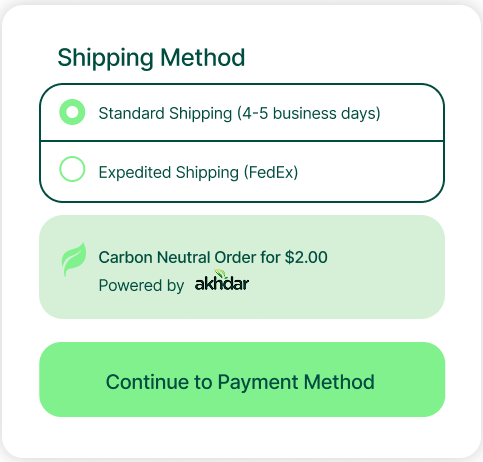 Shipping Method
Standard Shipping (4-5 business days)
Expedited Shipping (FedEx)
Carbon Neutral Order for $2.00
Powered by akhdar
Continue to Payment Method